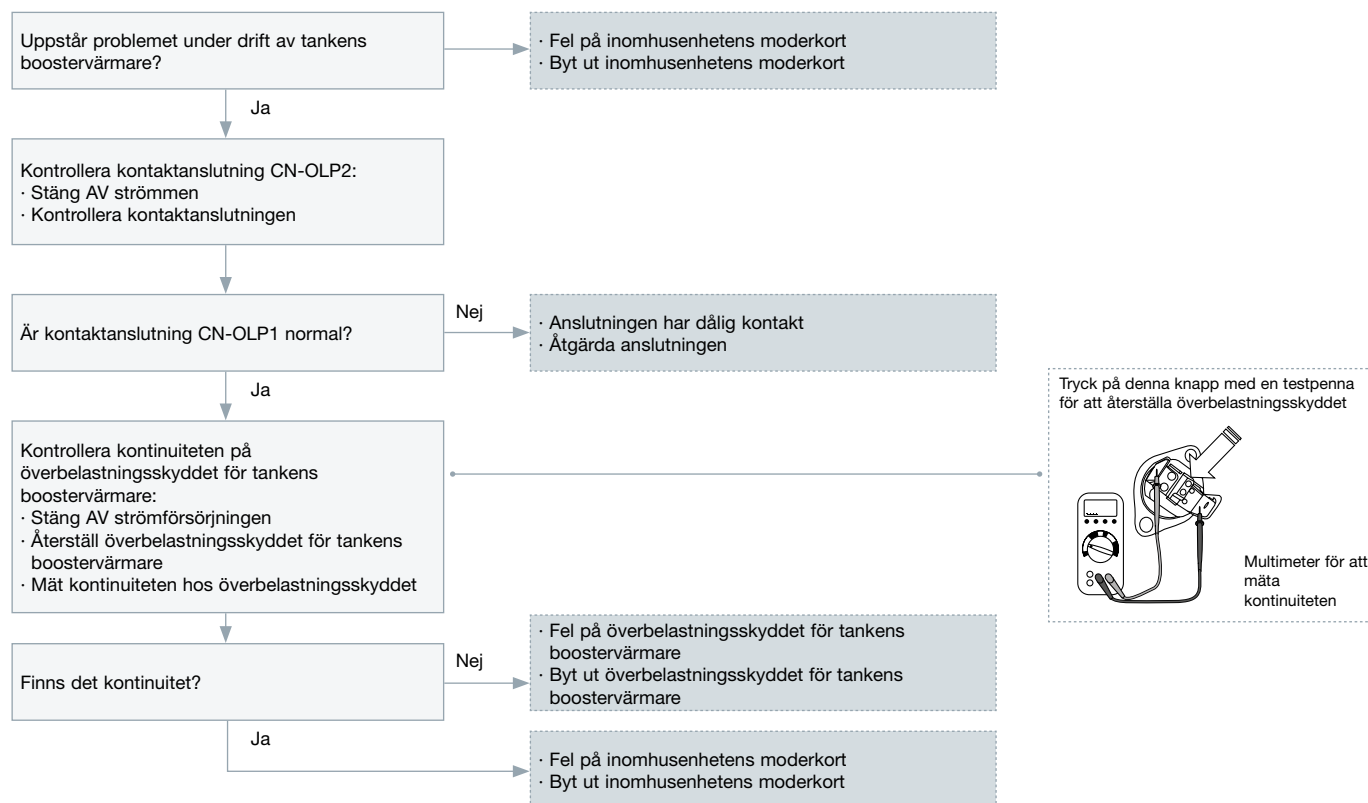 Uppstår problemet under drift av tankens
boostervärmare?
· Fel på inomhusenhetens moderkort
· Byt ut inomhusenhetens moderkort
Ja
Kontrollera kontaktanslutning CN-OLP2:
· Stäng AV strömmen
· Kontrollera kontaktanslutningen
Är kontaktanslutning CN-OLP1 normal?
Nej
· Anslutningen har dålig kontakt
· Åtgärda anslutningen
Ja
Kontrollera kontinuiteten på
överbelastningsskyddet för tankens
boostervärmare:
· Stäng AV strömförsörjningen
· Återställ överbelastningsskyddet för tankens
boostervärmare
· Mät kontinuiteten hos överbelastningsskyddet
Tryck på denna knapp med en testpenna
för att återställa överbelastningsskyddet
Multimeter för att
mäta
kontinuiteten
Finns det kontinuitet?
Nej
· Fel på överbelastningsskyddet för tankens
boostervärmare
· Byt ut överbelastningsskyddet för tankens
boostervärmare
Ja
· Fel på inomhusenhetens moderkort
· Byt ut inomhusenhetens moderkort